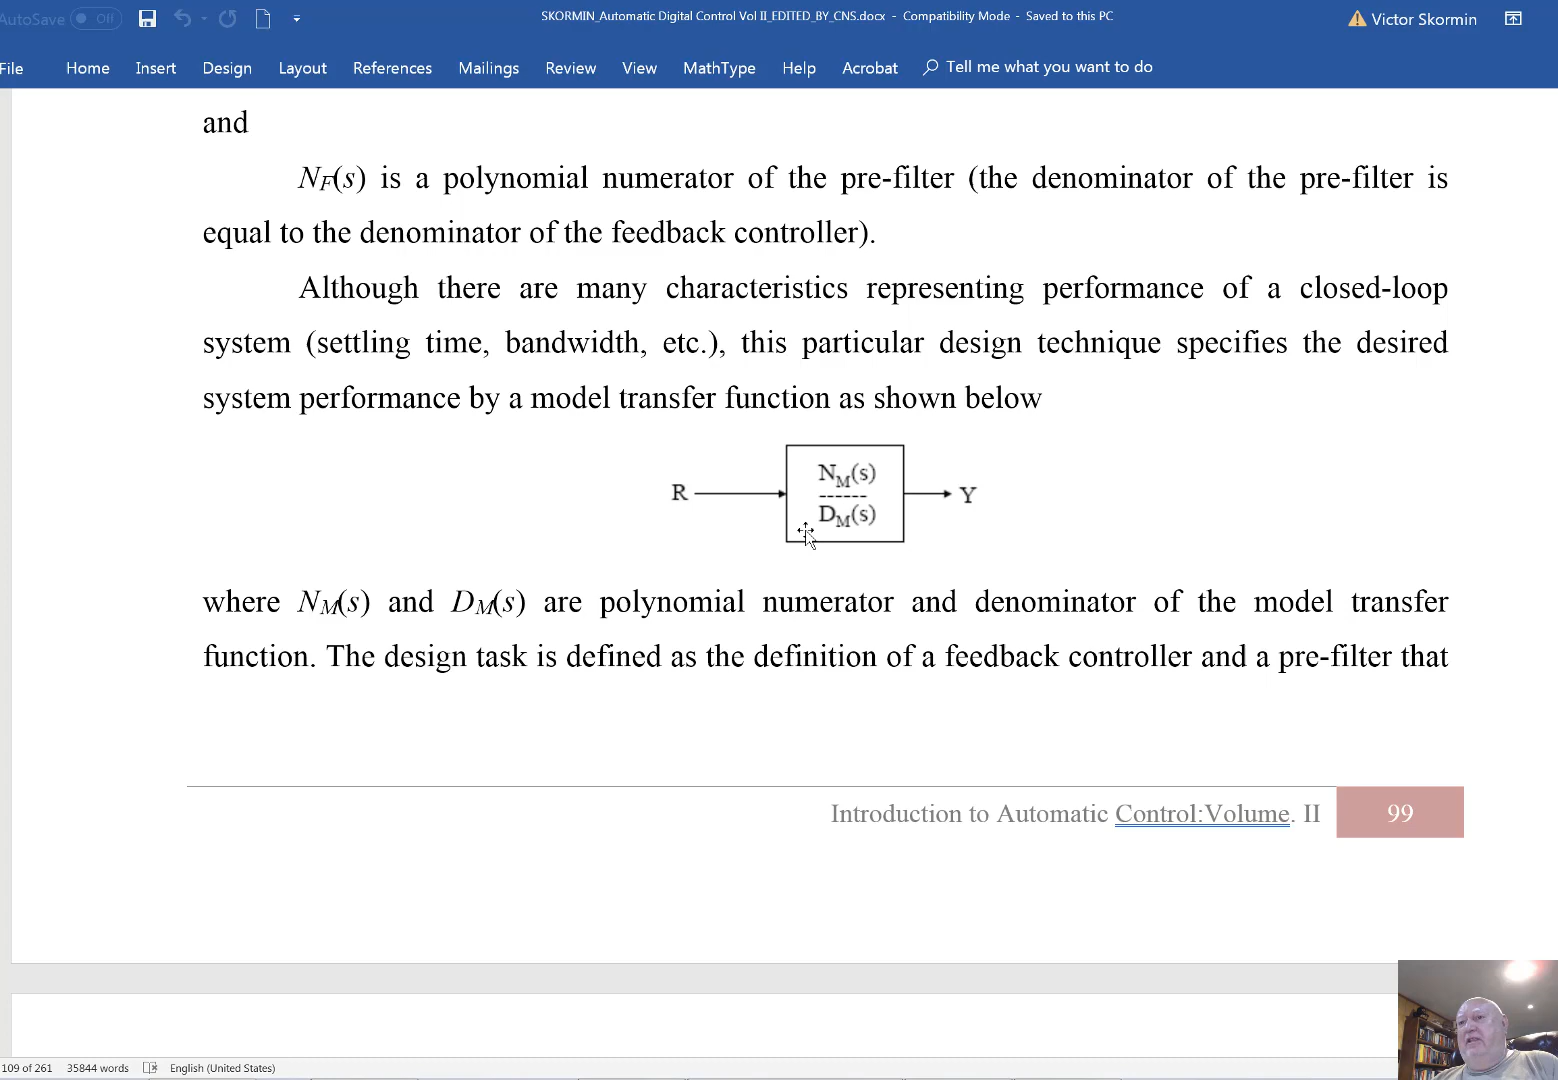 AutoSave Off
SKORMIN_Automatic Digital Control Vol II_EDITED_BY_CNS.docx - Compatibility Mode - Saved to this PC
Victor Skormin
File Home Insert Design Layout References Mailings Review View MathType Help Acrobat Tell me what you want to do
and
NF(s) is a polynomial numerator of the pre-filter (the denominator of the pre-filter is
equal to the denominator of the feedback controller).
Although there are many characteristics representing performance of a closed-loop
system (settling time, bandwidth, etc.), this particular design technique specifies the desired
system performance by a model transfer function as shown below
NM(s)
R ------ Y
DM(s)
where NM(s) and DM(s) are polynomial numerator and denominator of the model transfer
function. The design task is defined as the definition of a feedback controller and a pre-filter that
Introduction to Automatic Control:Volume. II 99
109 of 261 35844 words English (United States)